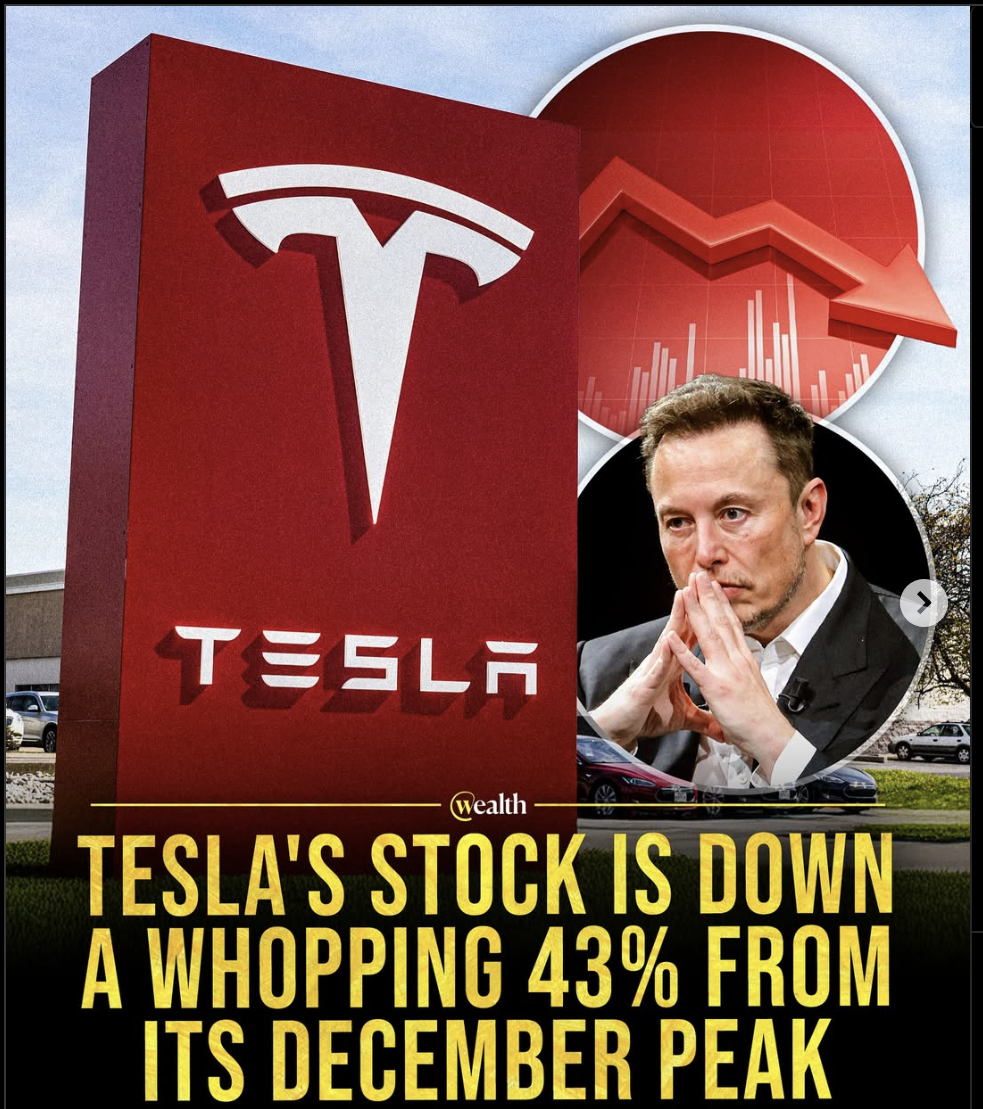 TESLA
wealth
TESLA'S STOCK IS DOWN
A WHOPPING 43% FROM
ITS DECEMBER PEAK